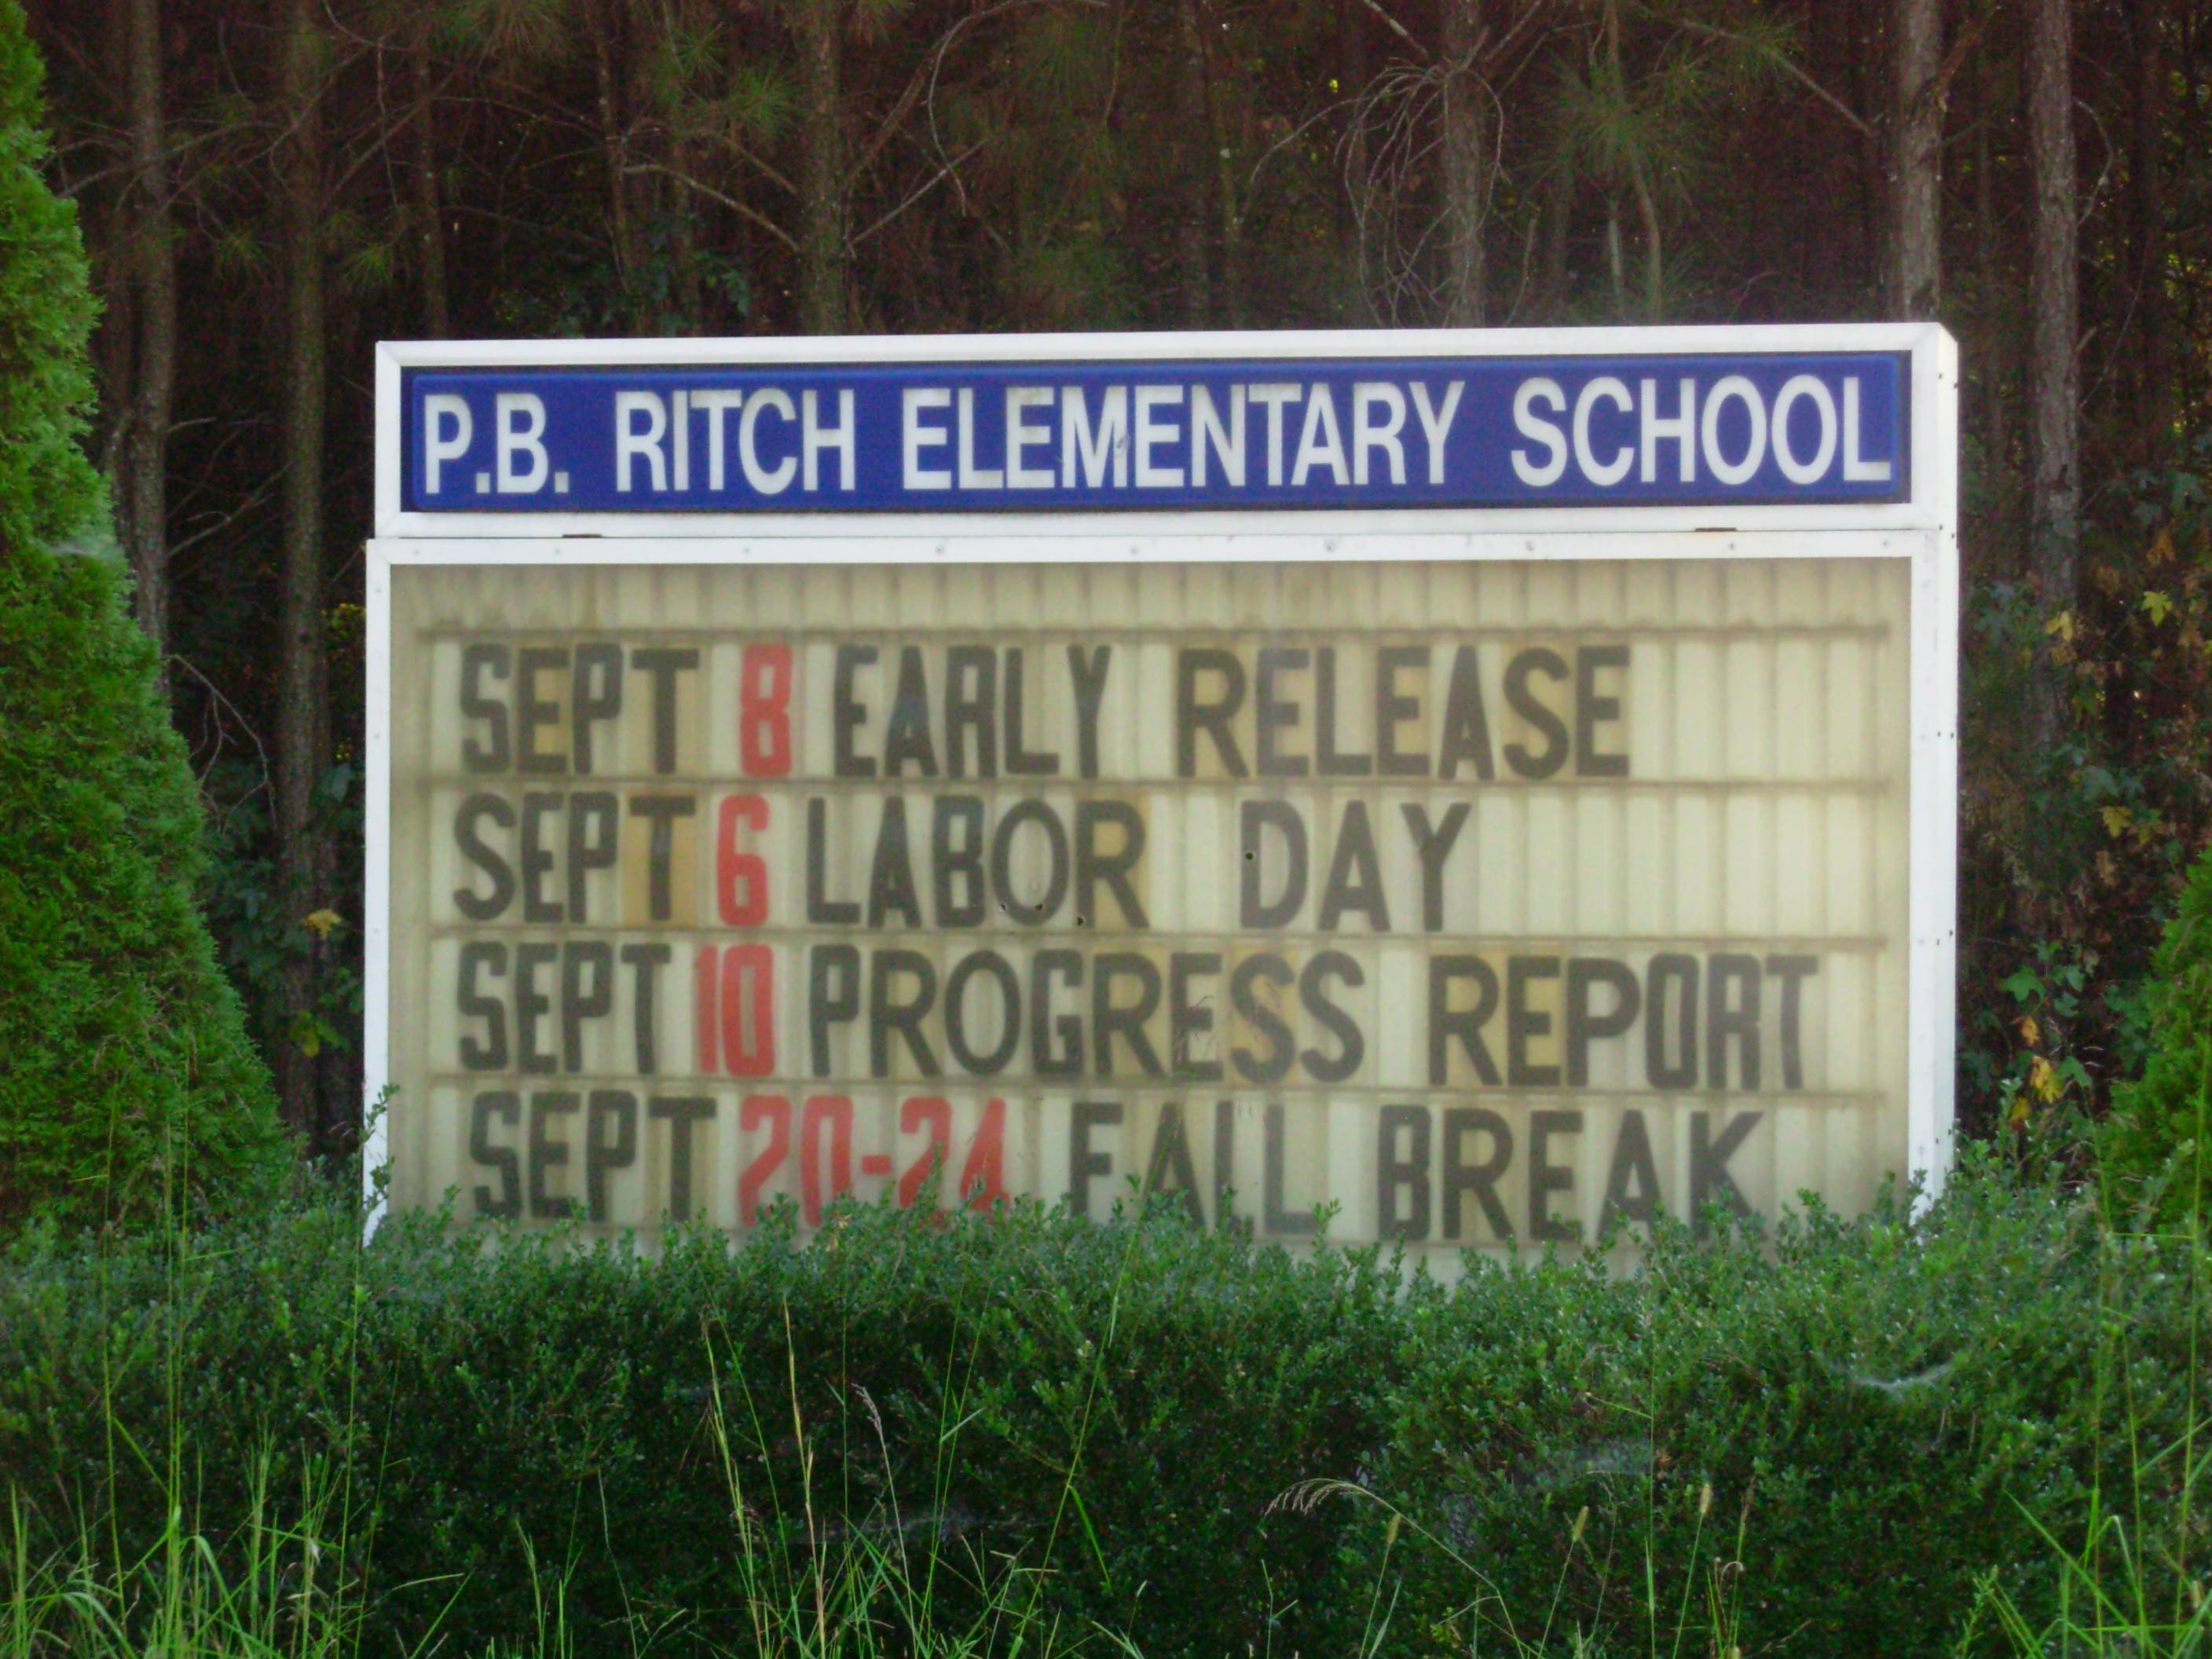 P.B. RITCH ELEMENTARY SCHOOL
SEPT 8 EARLY RELEASE
SEPT 6 LABOR DAY
SEPT 10 PROGRESS REPORT
SEPT 20-24 FALL BREAK